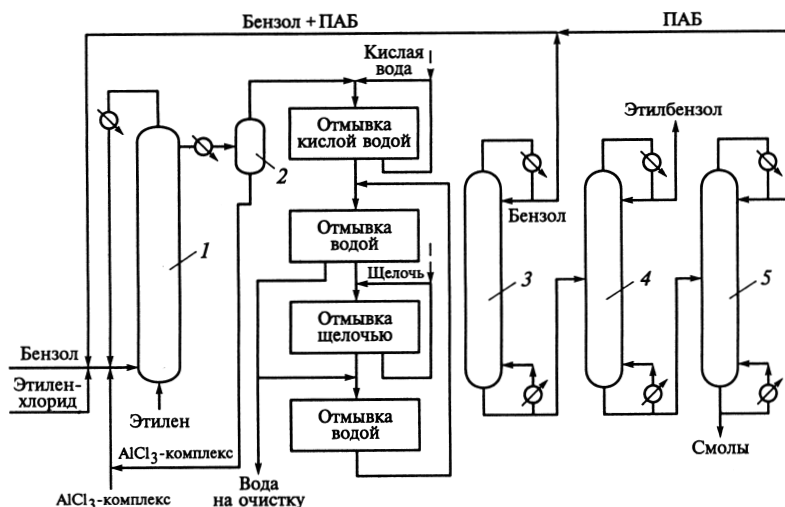 Бензол + ПАБ
ПАБ
Кислая
вода
Этилбензол
Отмывка
кислой водой
2
Бензол
Отмывка
водой
1
3
4
5
Щелочь
Отмывка
щелочью
Бензол
Этилен-
хлорид
Этилен
Отмывка
водой
Смолы
AlCl3-комплекс
Вода
на очистку
AlCl3-комплекс